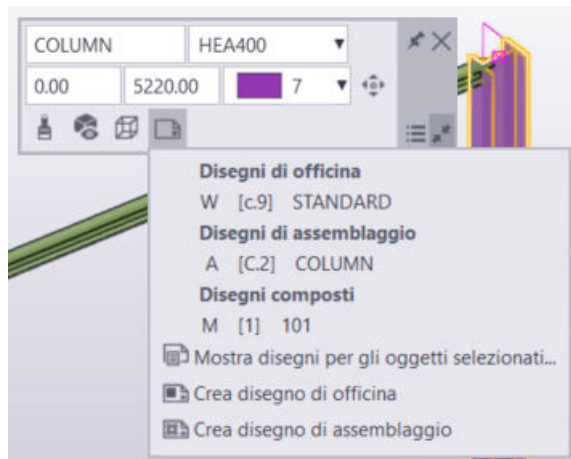 COLUMN HEA400
0.00 5220.00 7
Disegni di officina
W [c.9] STANDARD
Disegni di assemblaggio
A [C.2] COLUMN
Disegni composti
M [1] 101
Mostra disegni per gli oggetti selezionati...
Crea disegno di officina
Crea disegno di assemblaggio